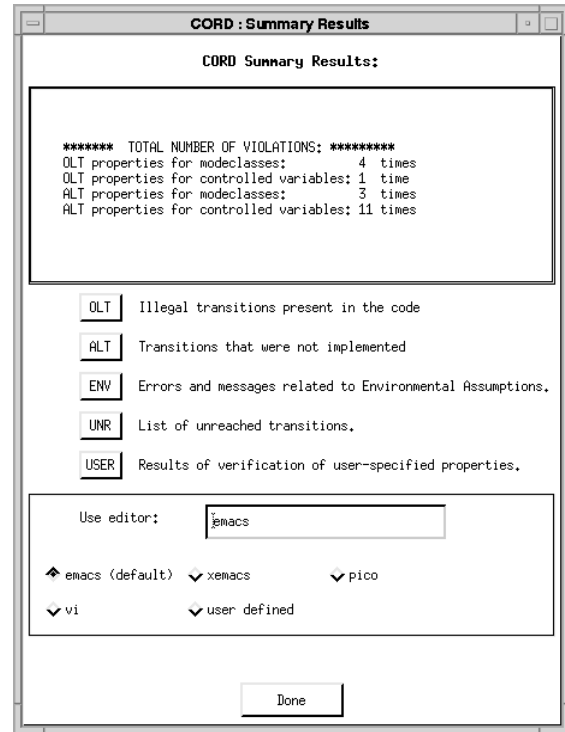 CORD : Summary Results
CORD Summary Results:
******* TOTAL NUMBER OF VIOLATIONS: *********
OLT properties for modeclasses: 4 times
OLT properties for controlled variables: 1 time
ALT properties for modeclasses: 3 times
ALT properties for controlled variables: 11 times
OLT Illegal transitions present in the code
ALT Transitions that were not implemented
ENV Errors and messages related to Environmental Assumptions.
UNR List of unreached transitions.
USER Results of verification of user-specified properties.
Use editor: emacs
emacs (default) xemacs pico
vi user defined
Done